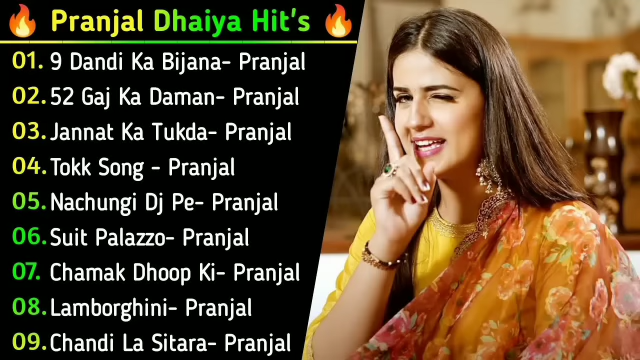 🔥 Pranjal Dhaiya Hit's 🔥
01. 9 Dandi Ka Bijana- Pranjal
02. 52 Gaj Ka Daman- Pranjal
03. Jannat Ka Tukda- Pranjal
04. Tokk Song - Pranjal
05. Nachungi Dj Pe- Pranjal
06. Suit Palazzo- Pranjal
07. Chamak Dhoop Ki- Pranjal
08. Lamborghini- Pranjal
09. Chandi La Sitara- Pranjal